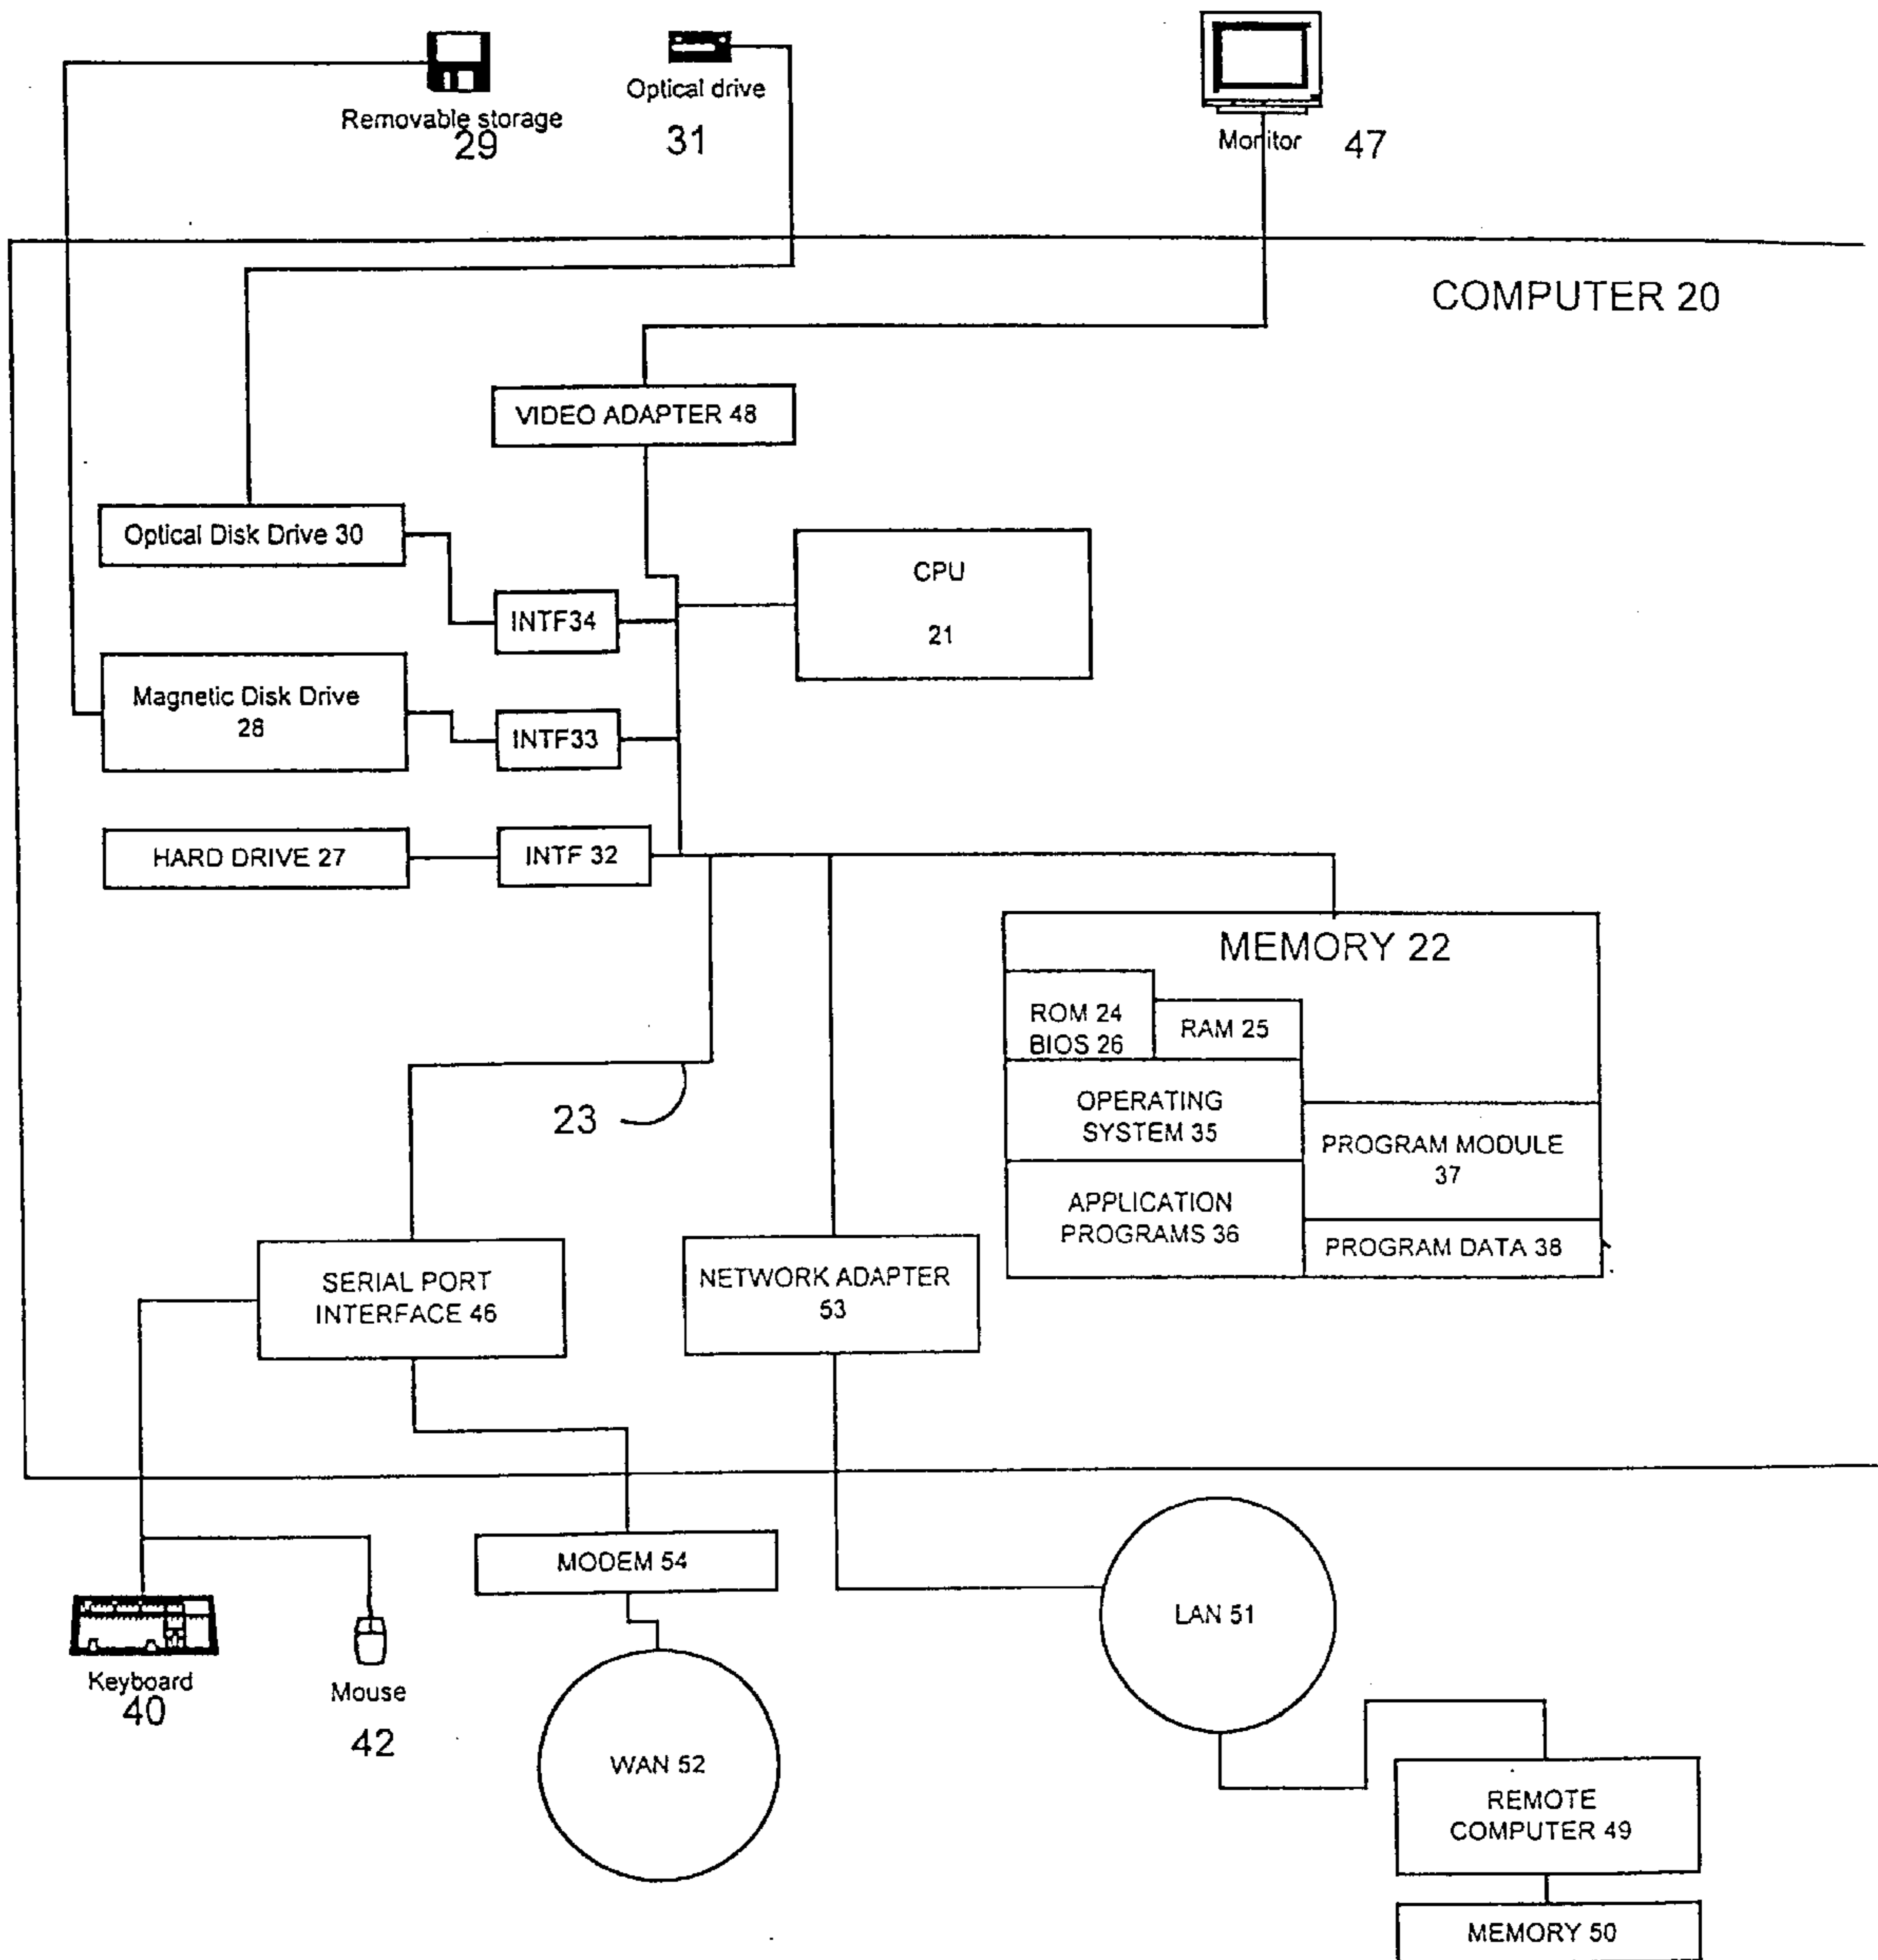 Removable storage
29
Optical drive
31
Monitor
47
COMPUTER 20
VIDEO ADAPTER 48
Optical Disk Drive 30
CPU
21
INTF34
Magnetic Disk Drive
28
INTF33
HARD DRIVE 27
INTF 32
MEMORY 22
ROM 24
BIOS 26
RAM 25
OPERATING
SYSTEM 35
PROGRAM MODULE
37
APPLICATION
PROGRAMS 36
PROGRAM DATA 38
23
SERIAL PORT
INTERFACE 46
NETWORK ADAPTER
53
MODEM 54
LAN 51
Keyboard
40
Mouse
42
WAN 52
REMOTE
COMPUTER 49
MEMORY 50